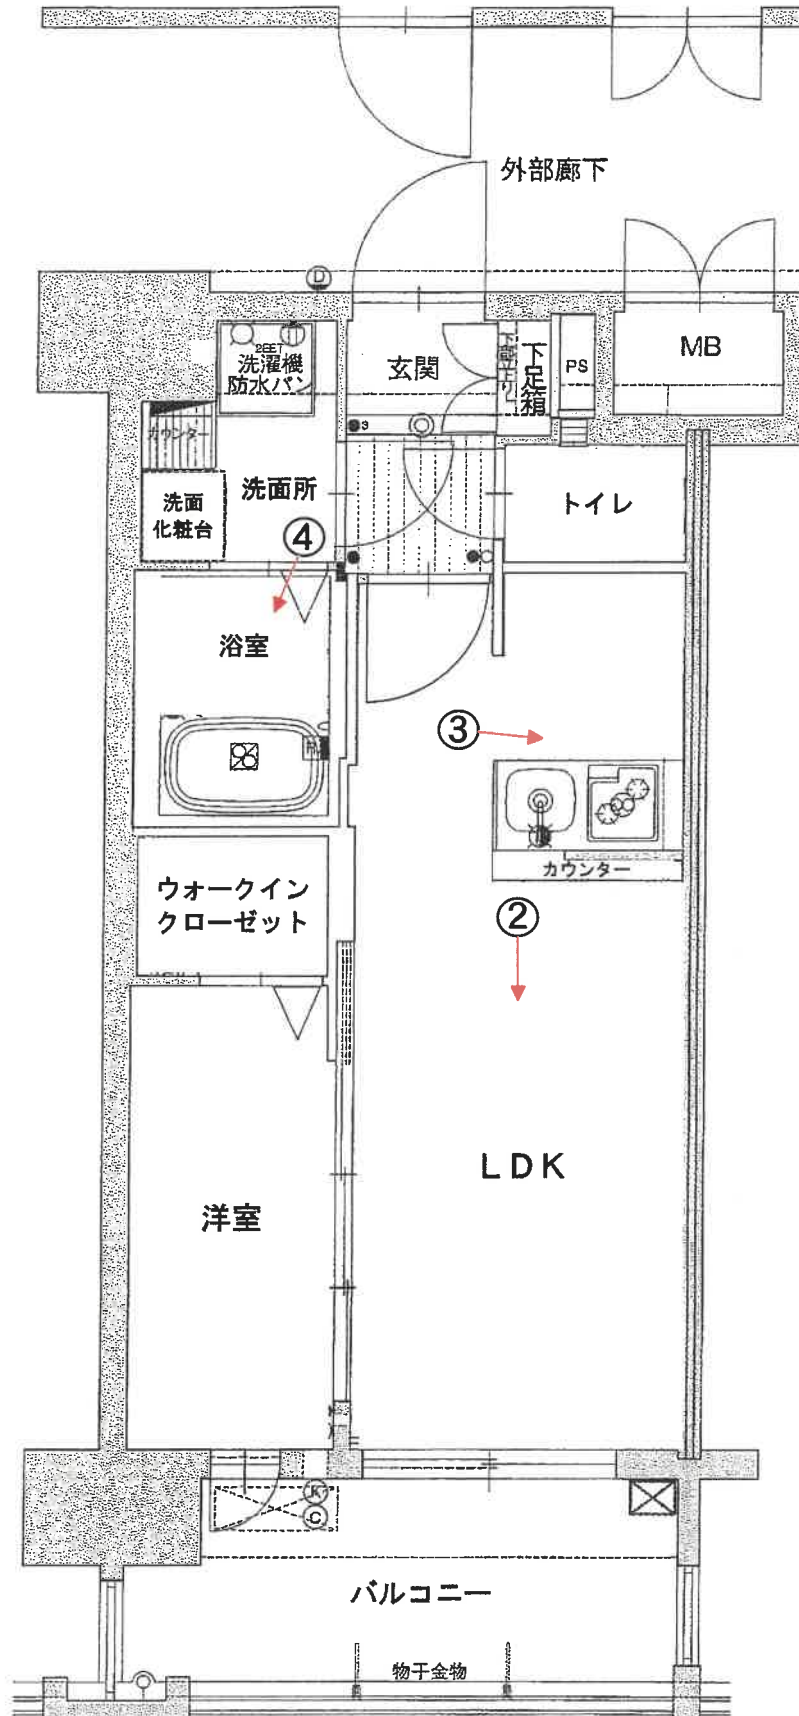 外部廊下
D
2EET
洗濯機
防水パン
玄関
下足箱
PS
MB
カウンター
3
洗面所
洗面
化粧台
トイレ
④
浴室
③
カウンター
ウォークイン
クローゼット
②
LDK
洋室
K
C
バルコニー
物干金物